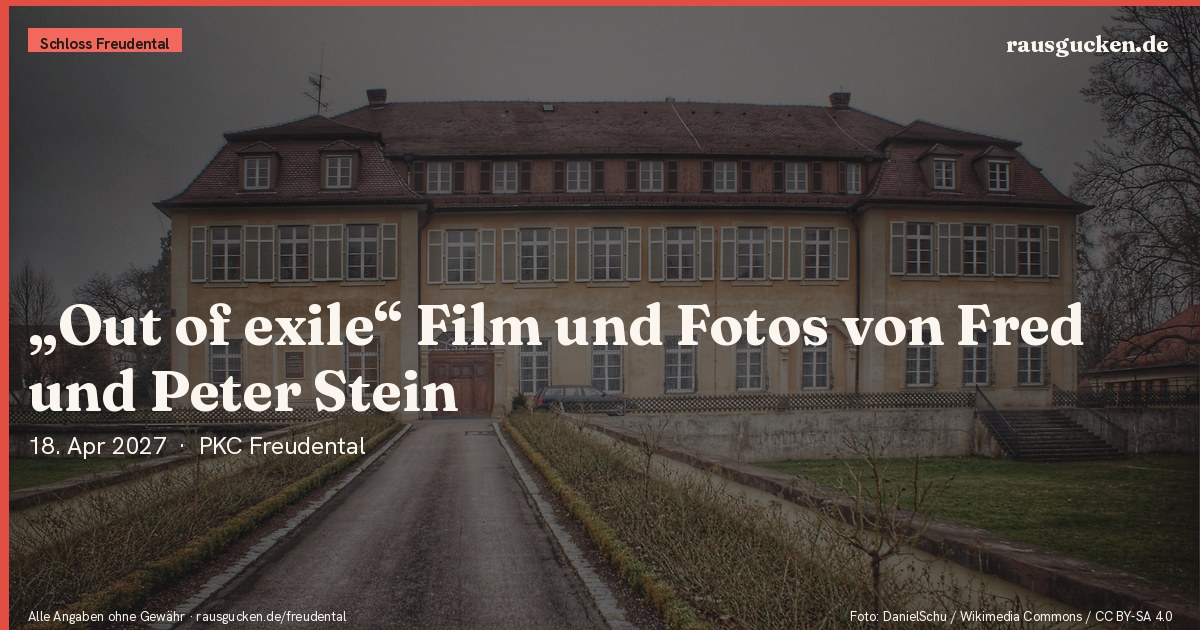 Schloss Freudental
rausgucken.de
„Out of exile“ Film und Fotos von Fred
und Peter Stein
18. Apr 2027 · PKC Freudental
Alle Angaben ohne Gewähr · rausgucken.de/freudental
Foto: DanielSchu / Wikimedia Commons / CC BY-SA 4.0